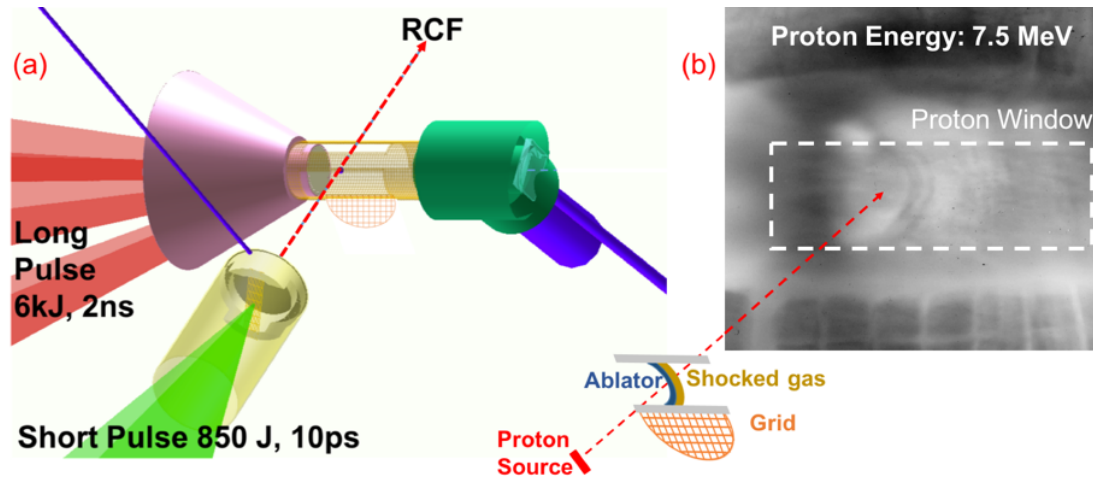 RCF
(a)
Long
Pulse
6kJ, 2ns
Short Pulse 850 J, 10ps
(b)
Proton Energy: 7.5 MeV
Proton Window
Ablator
Shocked gas
Grid
Proton
Source